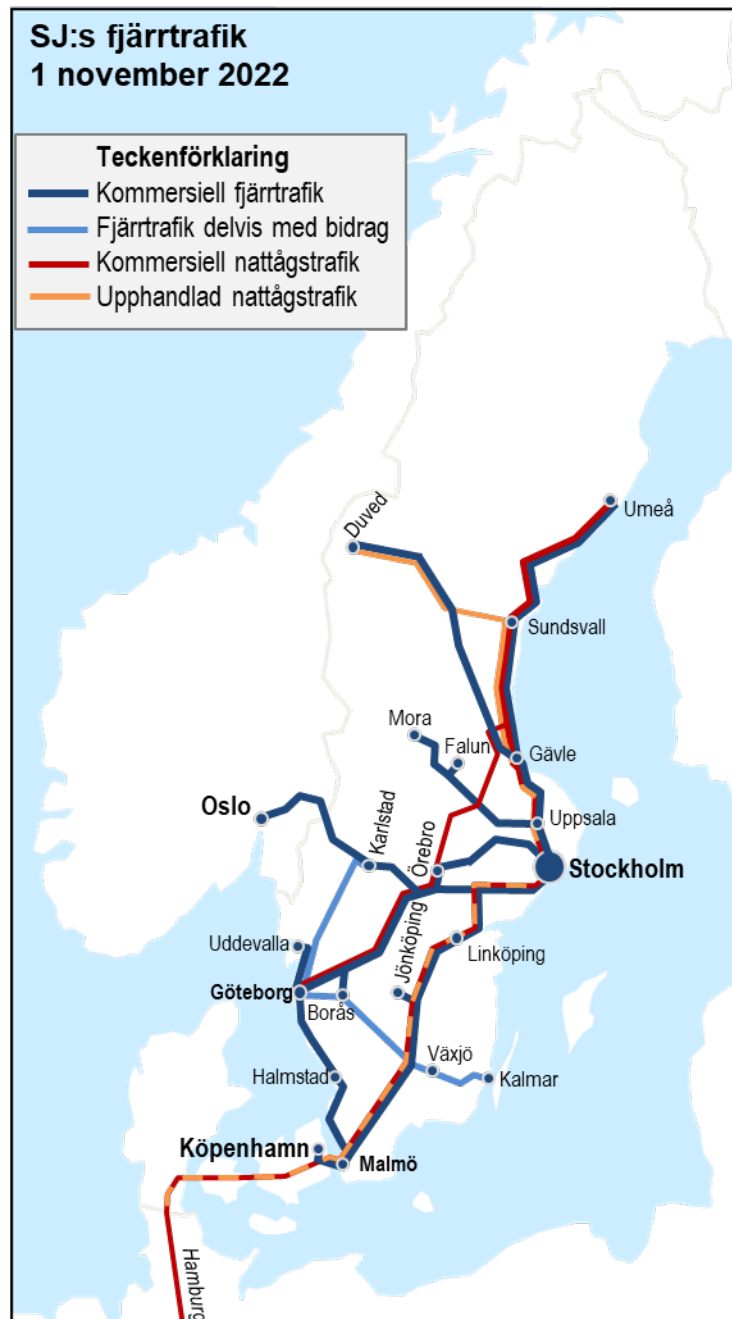 SJ:s fjärrtrafik
1 november 2022
Teckenförklaring
Kommersiell fjärrtrafik
Fjärrtrafik delvis med bidrag
Kommersiell nattågstrafik
Upphandlad nattågstrafik
Umeå
Duved
Sundsvall
Mora
Falun
Gävle
Oslo
Karlstad
Örebro
Uppsala
Stockholm
Uddevalla
Jönköping
Linköping
Göteborg
Borås
Halmstad
Växjö
Kalmar
Köpenhamn
Malmö
Hamburg